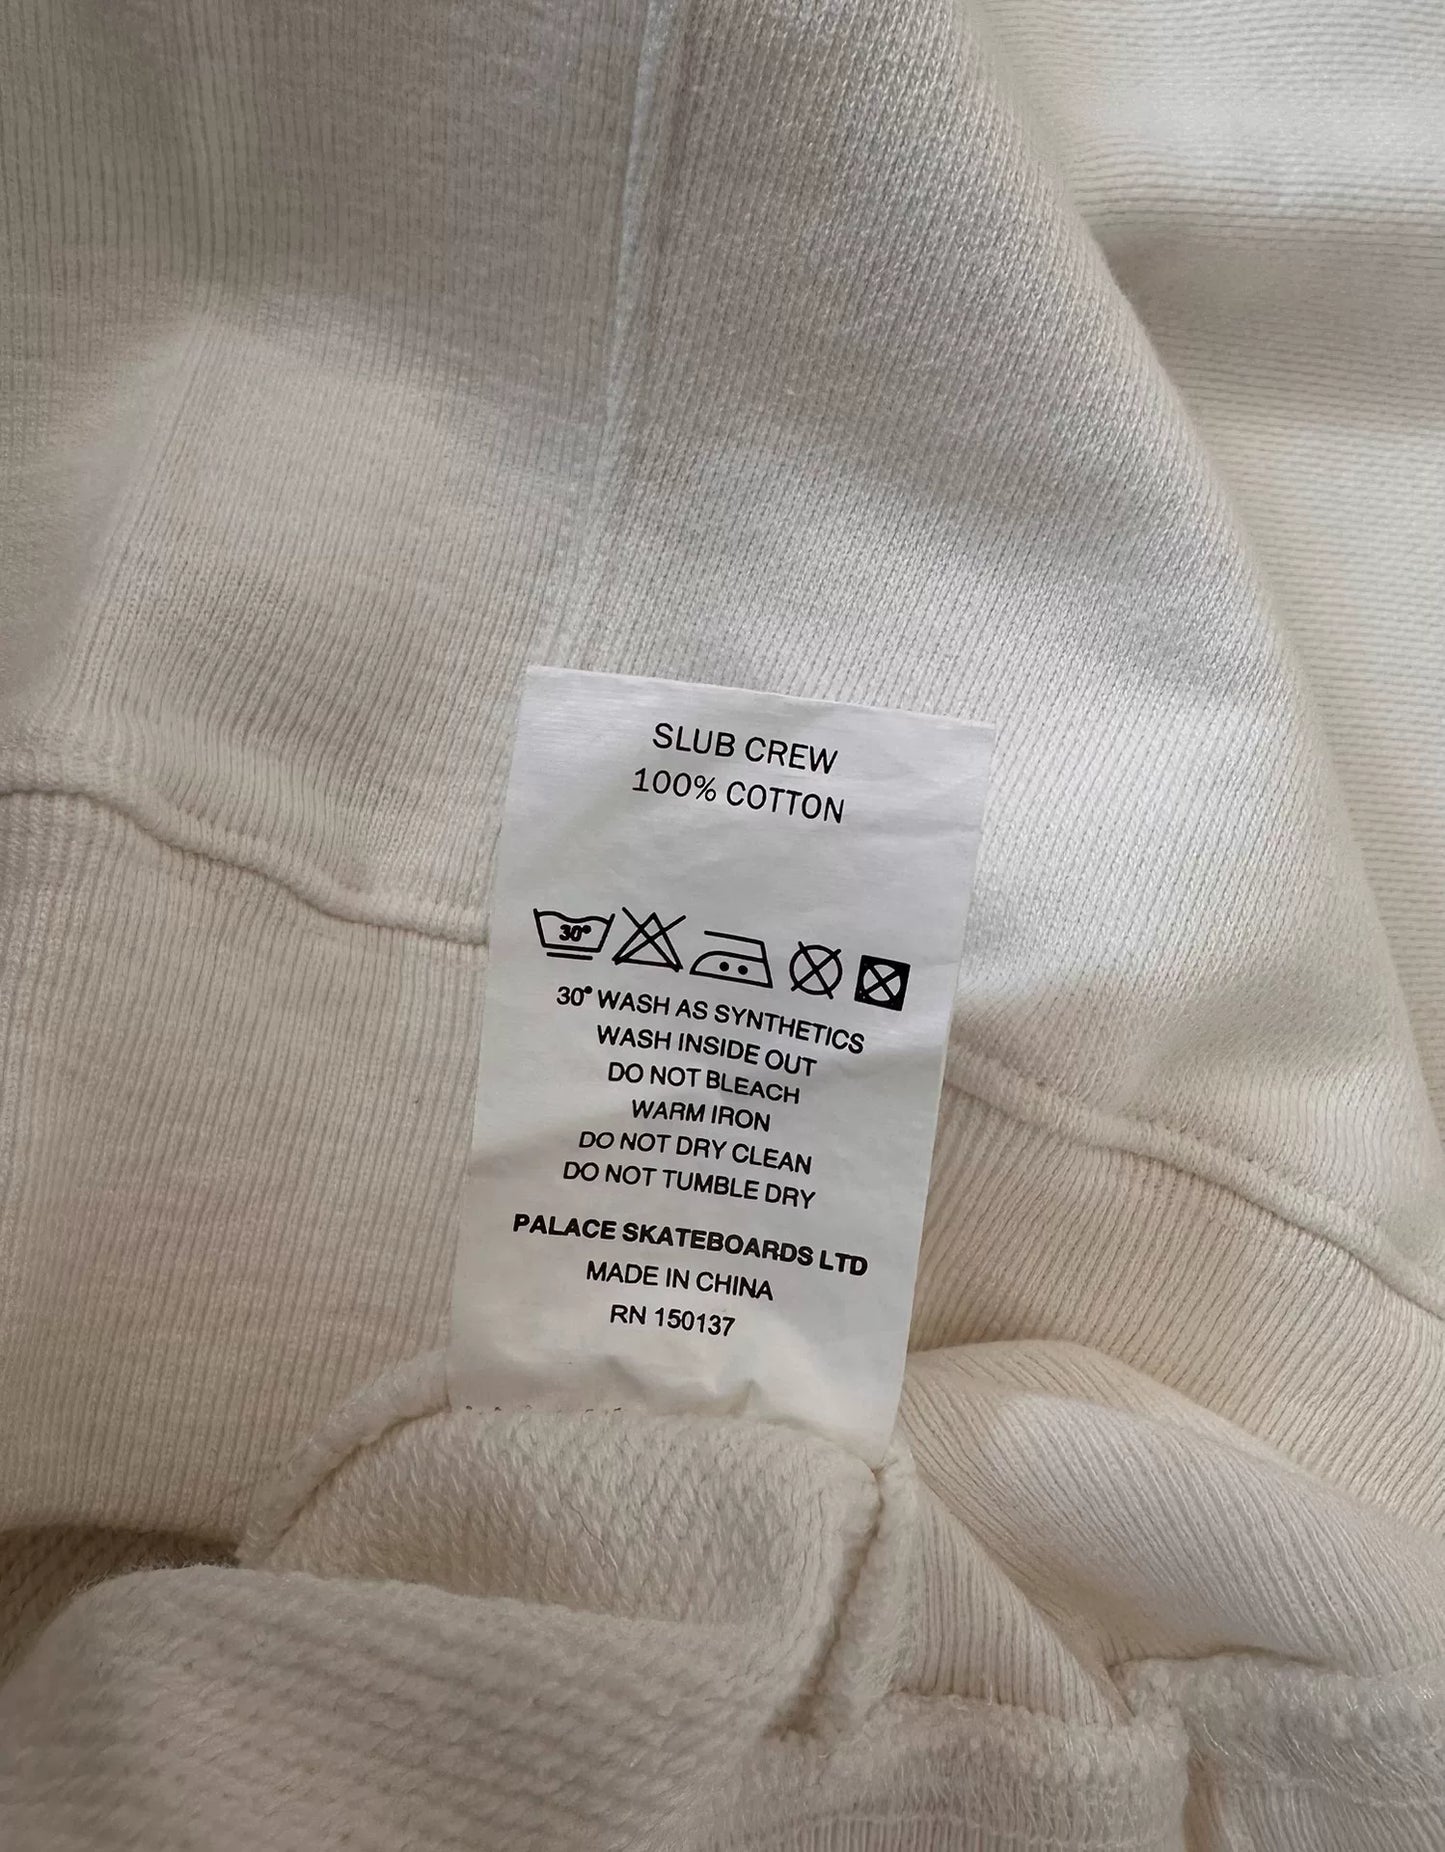 SLUB CREW
100% COTTON
30°
30° WASH AS SYNTHETICS
WASH INSIDE OUT
DO NOT BLEACH
WARM IRON
DO NOT DRY CLEAN
DO NOT TUMBLE DRY
PALACE SKATEBOARDS LTD
MADE IN CHINA
RN 150137